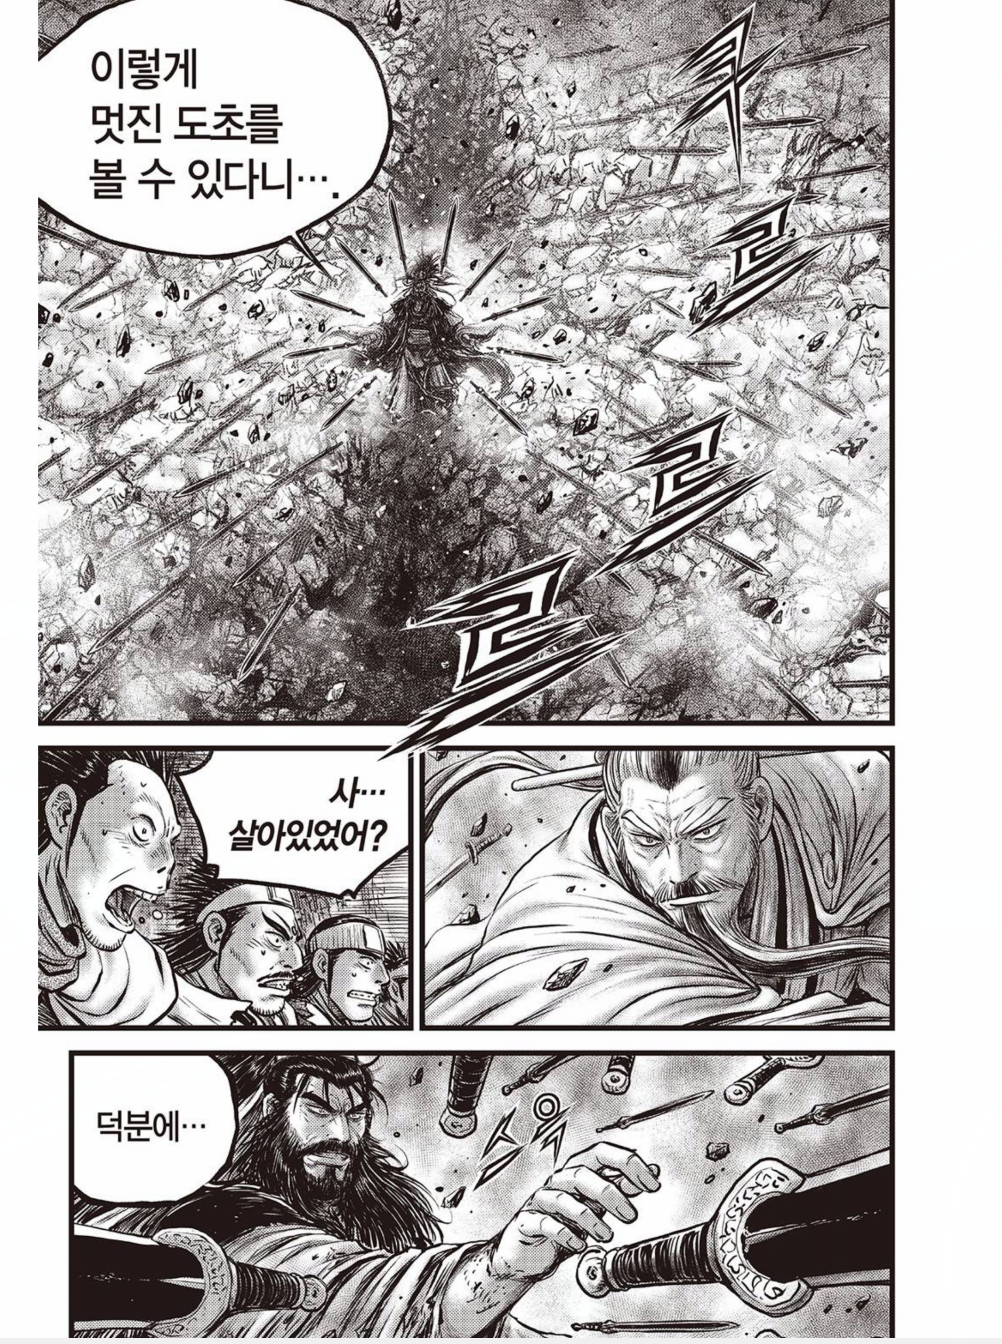 이렇게
멋진 도초를
볼 수 있다니….
쿠
르
르
르
사…
살아있었어?
덕분에…
스윽